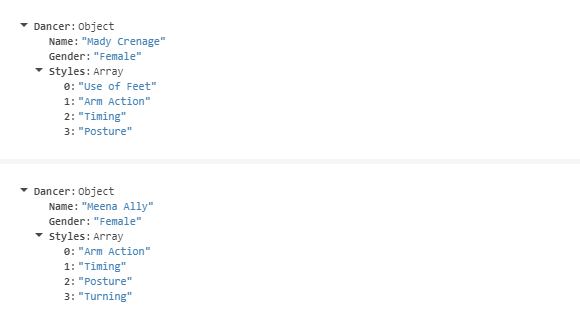 Dancer: Object
Name: "Mady Crenage"
Gender: "Female"
Styles: Array
0: "Use of Feet"
1: "Arm Action"
2: "Timing"
3: "Posture"
Dancer: Object
Name: "Meena Ally"
Gender: "Female"
Styles: Array
0: "Arm Action"
1: "Timing"
2: "Posture"
3: "Turning"